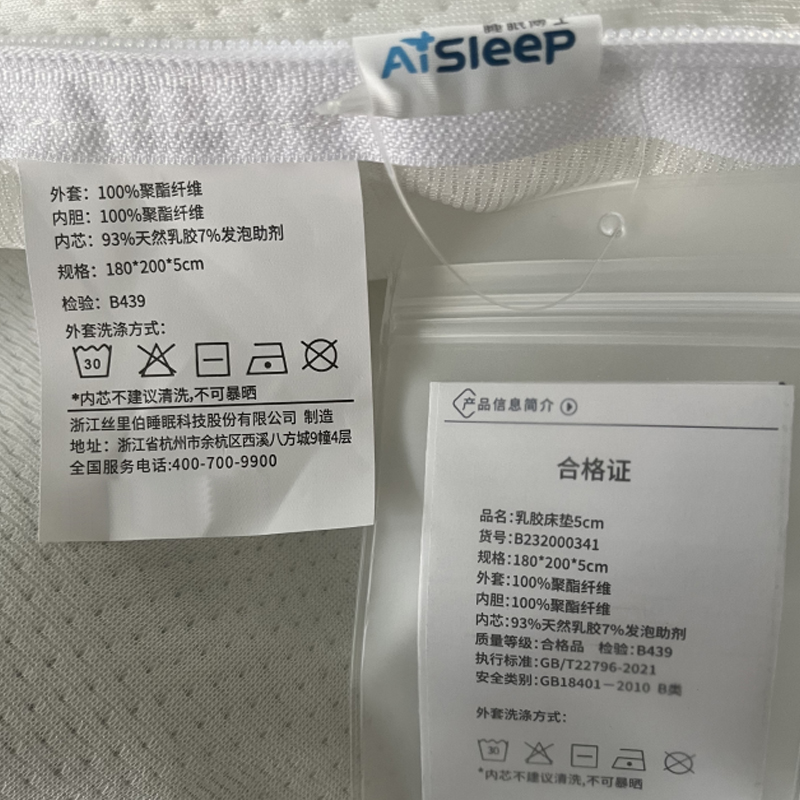 AiSleep
外套：100%聚酯纤维
内胆：100%聚酯纤维
内芯：93%天然乳胶7%发泡助剂
规格：180*200*5cm
检验：B439
外套洗涤方式：
30
*内芯不建议清洗,不可暴晒
浙江丝里伯睡眠科技股份有限公司 制造
地址：浙江省杭州市余杭区西溪八方城9幢4层
全国服务电话:400-700-9900
产品信息简介
合格证
品名:乳胶床垫5cm
货号:B232000341
规格:180*200*5cm
外套:100%聚酯纤维
内胆:100%聚酯纤维
内芯:93%天然乳胶7%发泡助剂
质量等级:合格品 检验:B439
执行标准:GB/T22796-2021
安全类别:GB18401－2010 B类
外套洗涤方式:
30
*内芯不建议清洗,不可暴晒